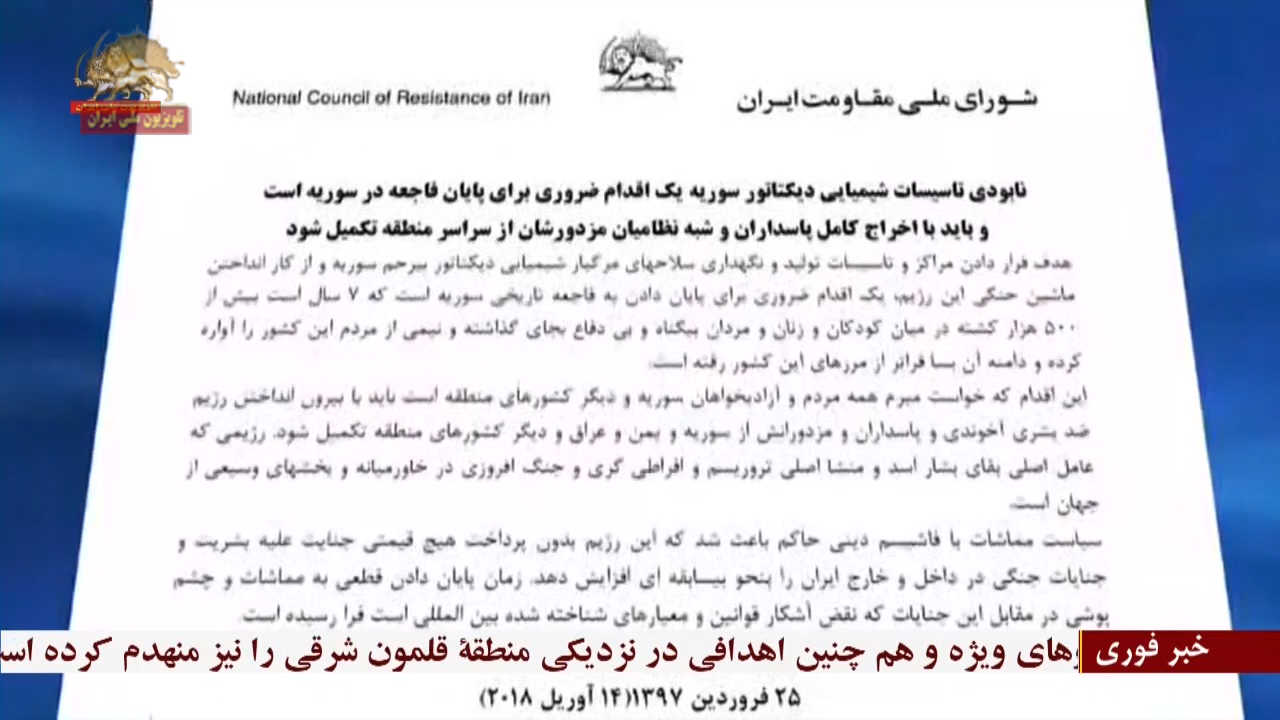 تلویزیون ملی ایران
National Council of Resistance of Iran
شورای ملی مقاومت ایران
نابودی تاسیسات شیمیایی دیکتاتور سوریه یک اقدام ضروری برای پایان فاجعه در سوریه است
و باید با اخراج کامل پاسداران و شبه نظامیان مزدورشان از سراسر منطقه تکمیل شود
هدف قرار دادن مراکز و تاسیسات تولید و نگهداری سلاحهای مرگبار شیمیایی دیکتاتور بیرحم سوریه و از کار انداختن
ماشین جنگی این رژیم، یک اقدام ضروری برای پایان دادن به فاجعه تاریخی سوریه است که ۷ سال است بیش از
۵۰۰ هزار کشته در میان کودکان و زنان و مردان بیگناه و بی دفاع بجای گذاشته و نیمی از مردم این کشور را آواره
کرده و دامنه آن بسا فراتر از مرزهای این کشور رفته است.
این اقدام که خواست مبرم همه مردم و آزادیخواهان سوریه و دیگر کشورهای منطقه است باید با بیرون انداختن رژیم
ضد بشری آخوندی و پاسداران و مزدورانش از سوریه و یمن و عراق و دیگر کشورهای منطقه تکمیل شود. رژیمی که
عامل اصلی بقای بشار اسد و منشا اصلی تروریسم و افراطی گری و جنگ افروزی در خاورمیانه و بخشهای وسیعی از
جهان است.
سیاست مماشات با فاشیسم دینی حاکم باعث شد که این رژیم بدون پرداخت هیچ قیمتی جنایت علیه بشریت و
جنایات جنگی در داخل و خارج ایران را بنحو بیسابقه ای افزایش دهد. زمان پایان دادن قطعی به مماشات و چشم
پوشی در مقابل این جنایات که نقض آشکار قوانین و معیارهای شناخته شده بین المللی است فرا رسیده است.
خبر فوری
وهای ویژه و هم چنین اهدافی در نزدیکی منطقهٔ قلمون شرقی را نیز منهدم کرده اس
۲۵ فروردین ۱۳۹۷(۱۴ آوریل ۲۰۱۸)